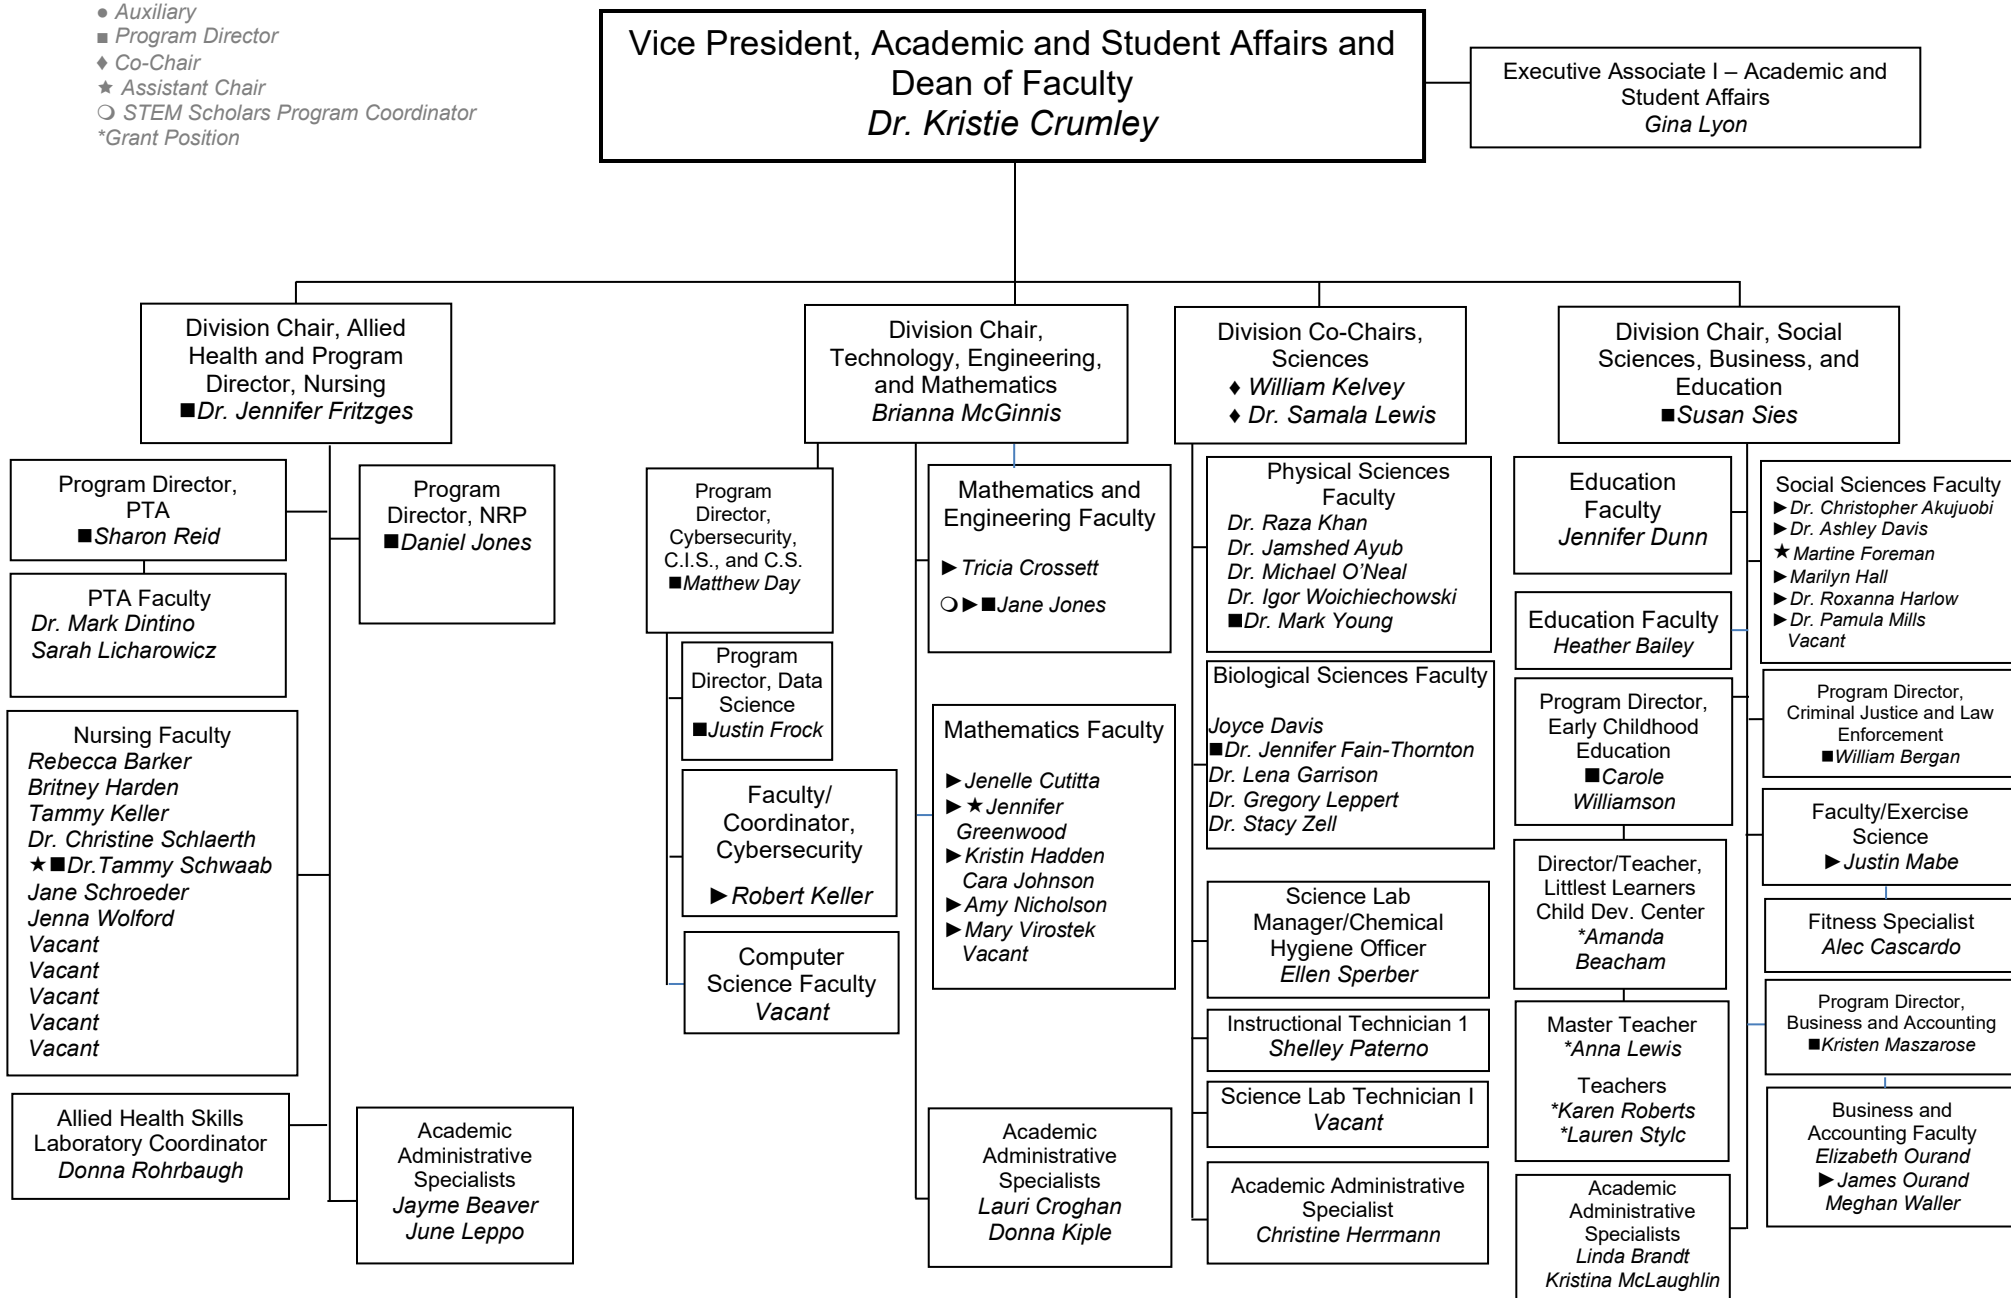 ● Auxiliary
■ Program Director
♦ Co-Chair
★ Assistant Chair
❍ STEM Scholars Program Coordinator
*Grant Position
Vice President, Academic and Student Affairs and
Dean of Faculty
Dr. Kristie Crumley
Executive Associate I – Academic and
Student Affairs
Gina Lyon
Division Chair, Allied
Health and Program
Director, Nursing
■Dr. Jennifer Fritzges
Program Director,
PTA
■Sharon Reid
Program
Director, NRP
■Daniel Jones
PTA Faculty
Dr. Mark Dintino
Sarah Licharowicz
Nursing Faculty
Rebecca Barker
Britney Harden
Tammy Keller
Dr. Christine Schlaerth
★■Dr.Tammy Schwaab
Jane Schroeder
Jenna Wolford
Vacant
Vacant
Vacant
Vacant
Vacant
Allied Health Skills
Laboratory Coordinator
Donna Rohrbaugh
Academic
Administrative
Specialists
Jayme Beaver
June Leppo
Division Chair,
Technology, Engineering,
and Mathematics
Brianna McGinnis
Program
Director,
Cybersecurity,
C.I.S., and C.S.
■Matthew Day
Program
Director, Data
Science
■Justin Frock
Faculty/
Coordinator,
Cybersecurity
►Robert Keller
Computer
Science Faculty
Vacant
Mathematics and
Engineering Faculty
►Tricia Crossett
❍►■Jane Jones
Mathematics Faculty
►Jenelle Cutitta
►★Jennifer
Greenwood
►Kristin Hadden
Cara Johnson
►Amy Nicholson
►Mary Virostek
Vacant
Academic
Administrative
Specialists
Lauri Croghan
Donna Kiple
Division Co-Chairs,
Sciences
♦ William Kelvey
♦ Dr. Samala Lewis
Physical Sciences
Faculty
Dr. Raza Khan
Dr. Jamshed Ayub
Dr. Michael O’Neal
Dr. Igor Woichiechowski
■Dr. Mark Young
Biological Sciences Faculty
Joyce Davis
■Dr. Jennifer Fain-Thornton
Dr. Lena Garrison
Dr. Gregory Leppert
Dr. Stacy Zell
Science Lab
Manager/Chemical
Hygiene Officer
Ellen Sperber
Instructional Technician 1
Shelley Paterno
Science Lab Technician I
Vacant
Academic Administrative
Specialist
Christine Herrmann
Division Chair, Social
Sciences, Business, and
Education
■Susan Sies
Education
Faculty
Jennifer Dunn
Education Faculty
Heather Bailey
Program Director,
Early Childhood
Education
■Carole
Williamson
Director/Teacher,
Littlest Learners
Child Dev. Center
*Amanda
Beacham
Master Teacher
*Anna Lewis
Teachers
*Karen Roberts
*Lauren Stylc
Academic
Administrative
Specialists
Linda Brandt
Kristina McLaughlin
Social Sciences Faculty
►Dr. Christopher Akujuobi
►Dr. Ashley Davis
★Martine Foreman
►Marilyn Hall
►Dr. Roxanna Harlow
►Dr. Pamula Mills
Vacant
Program Director,
Criminal Justice and Law
Enforcement
■William Bergan
Faculty/Exercise
Science
►Justin Mabe
Fitness Specialist
Alec Cascardo
Program Director,
Business and Accounting
■Kristen Maszarose
Business and
Accounting Faculty
Elizabeth Ourand
►James Ourand
Meghan Waller